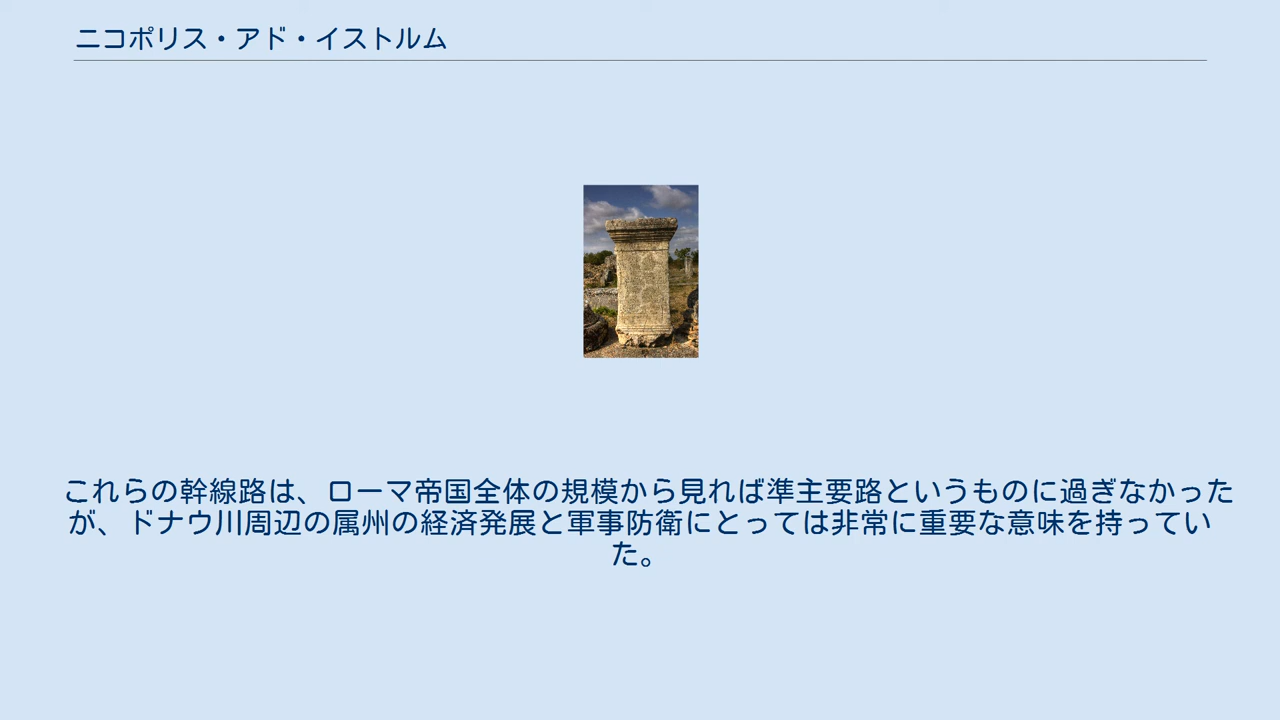 ニコポリス・アド・イストルム
これらの幹線路は、ローマ帝国全体の規模から見れば準主要路というものに過ぎなかった
が、ドナウ川周辺の属州の経済発展と軍事防衛にとっては非常に重要な意味を持ってい
た。